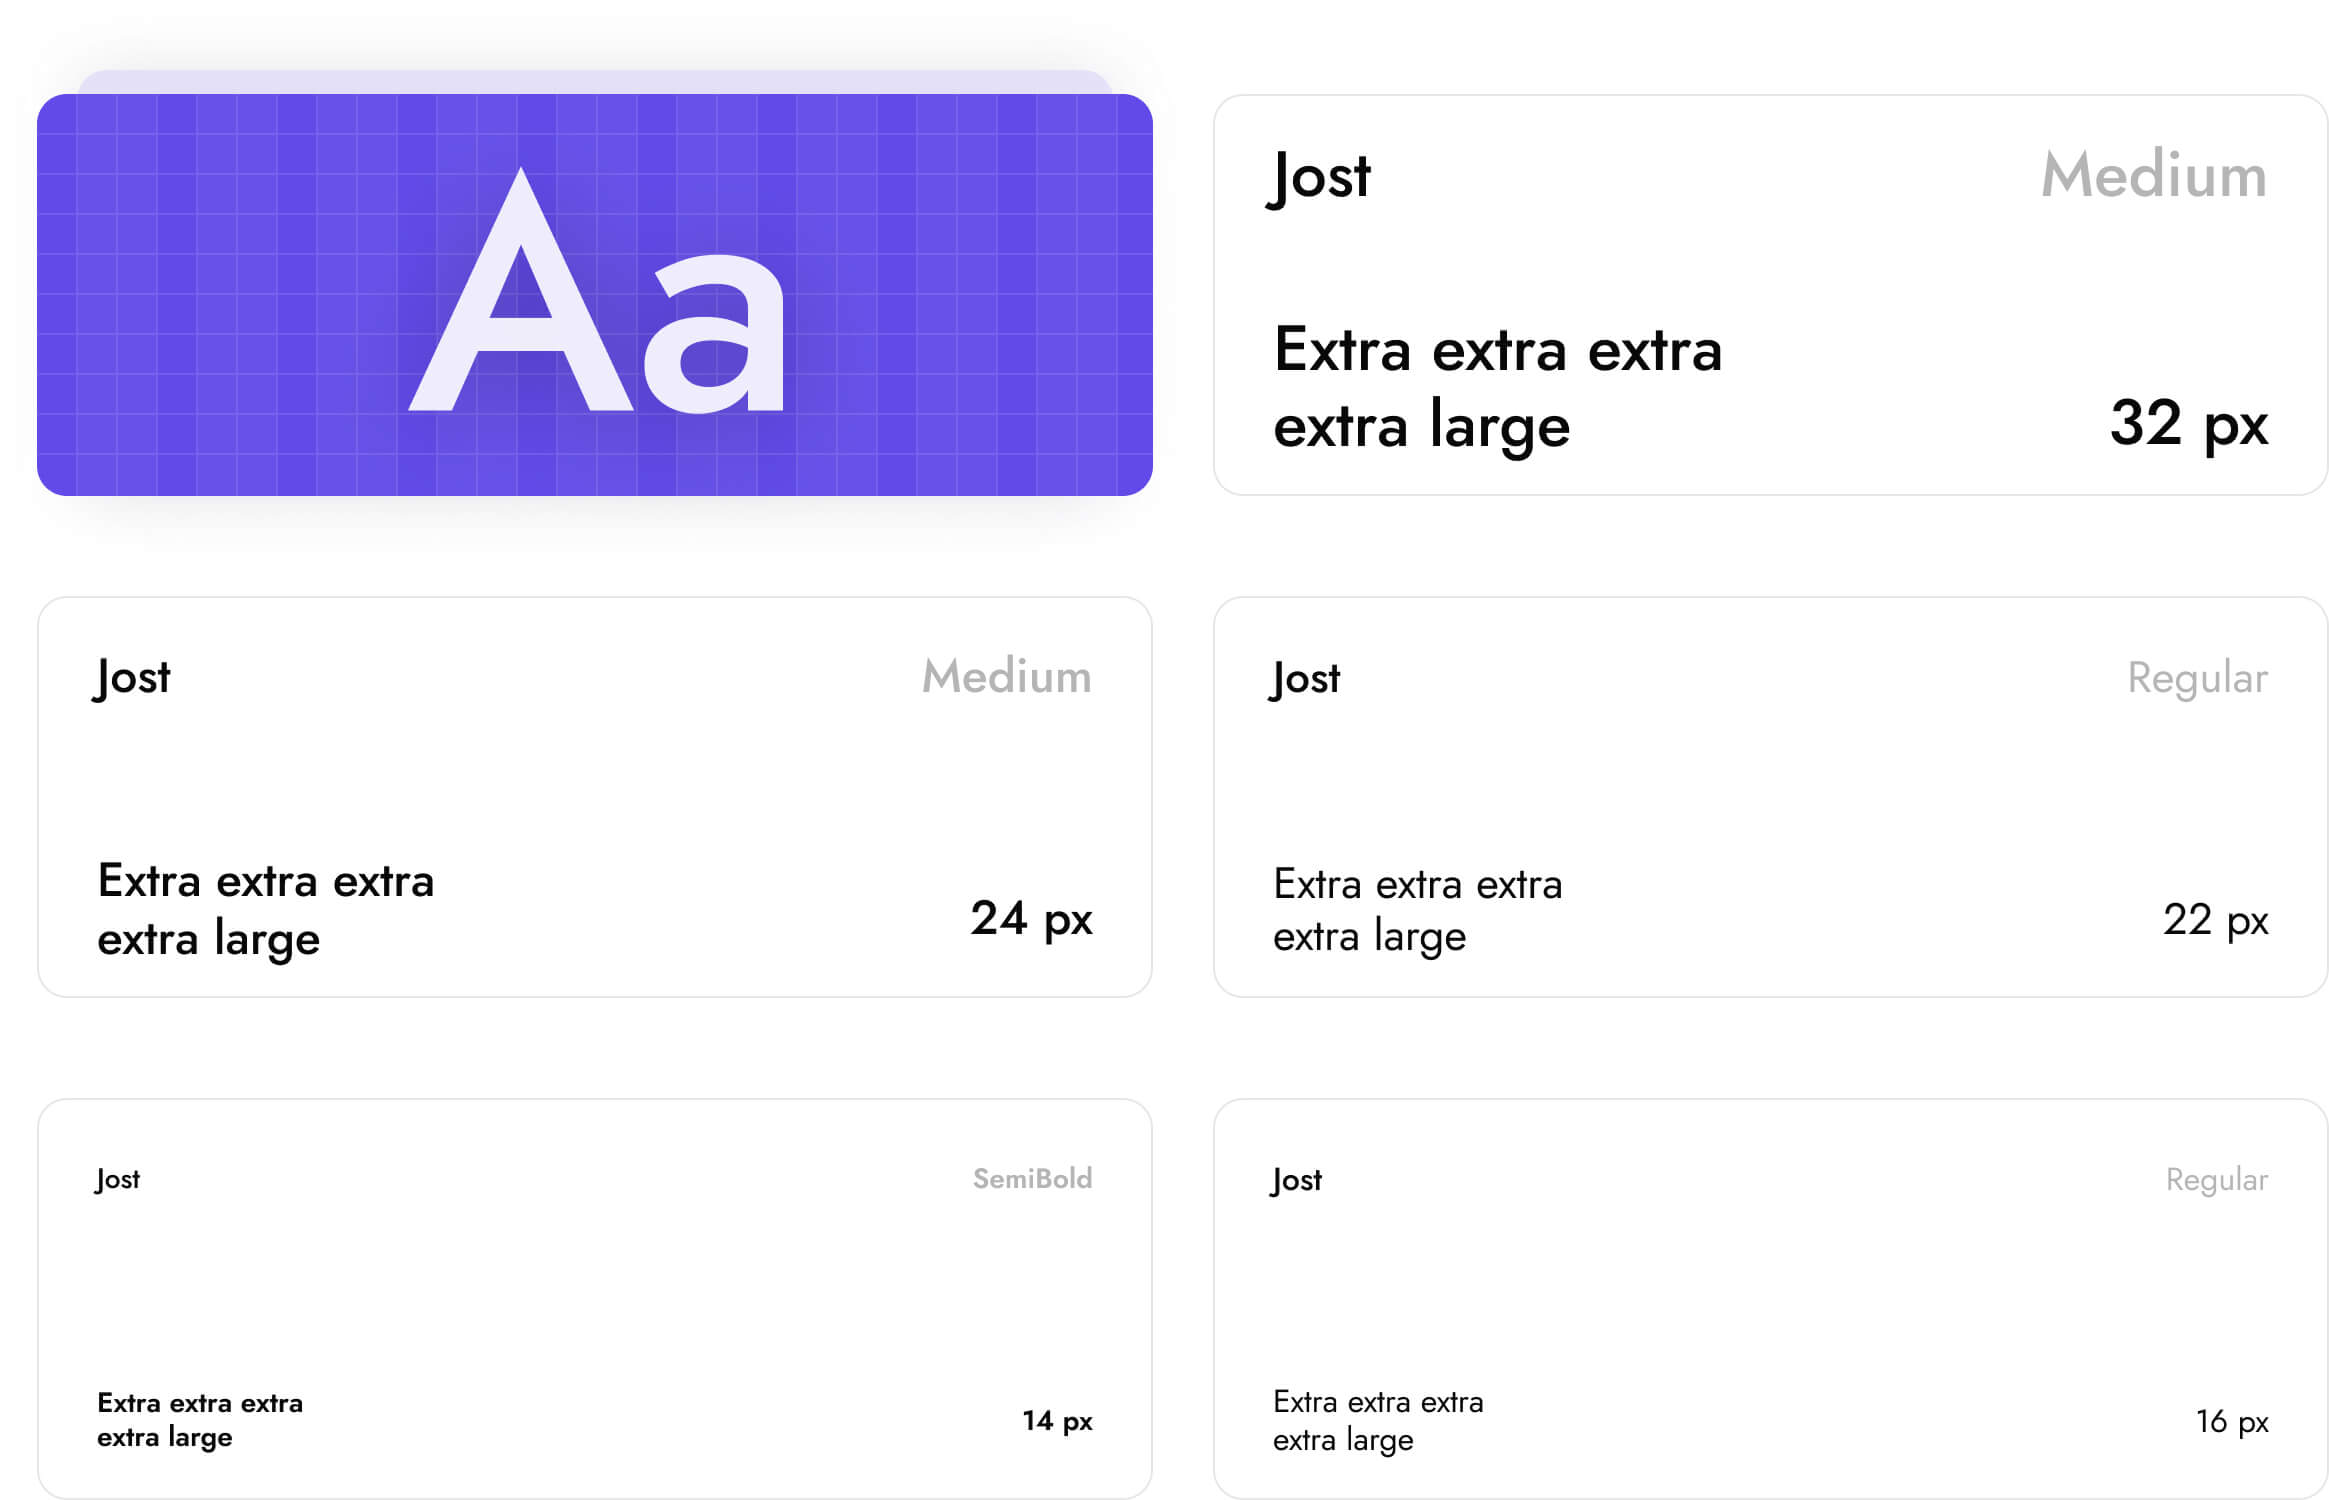 Aa
Jost
Medium
Extra extra extra
extra large
32 px
Jost
Medium
Extra extra extra
extra large
24 px
Jost
Regular
Extra extra extra
extra large
22 px
Jost
SemiBold
Extra extra extra
extra large
14 px
Jost
Regular
Extra extra extra
extra large
16 px